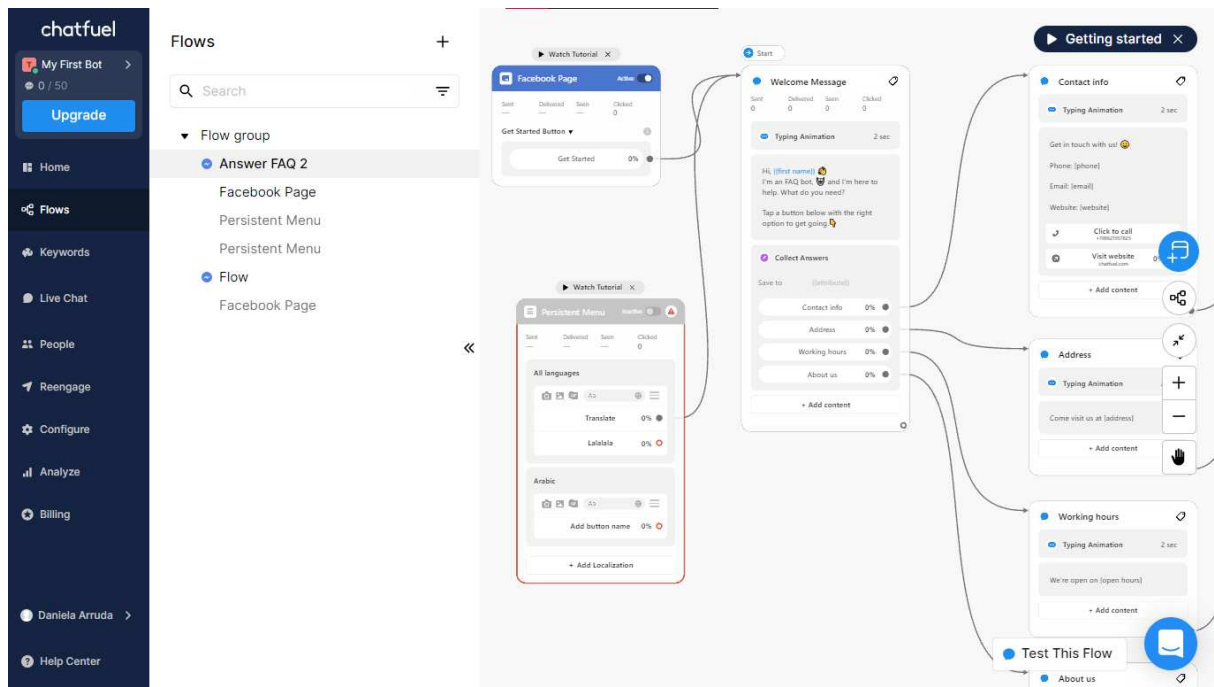 chatfuel
My First Bot
0 / 50
Upgrade
Home
Flows
Keywords
Live Chat
People
Reengage
Configure
Analyze
Billing
Daniela Arruda
Help Center
Flows
Search
Flow group
Answer FAQ 2
Facebook Page
Persistent Menu
Persistent Menu
Flow
Facebook Page
Watch Tutorial
Facebook Page
Active
Sent Delivered Seen Clicked
— — — 0
Get Started Button
Get Started 0%
Watch Tutorial
Persistent Menu
Inactive
Sent Delivered Seen Clicked
— — — 0
All languages
Translate 0%
Lalalala 0%
Arabic
Add button name 0%
+ Add Localization
Start
Welcome Message
Sent Delivered Seen Clicked
0 0 0 0
Typing Animation 2 sec
Hi, {{first name}}
I'm an FAQ bot, and I'm here to
help. What do you need?
Tap a button below with the right
option to get going.
Collect Answers
Save to {{attribute}}
Contact info 0%
Address 0%
Working hours 0%
About us 0%
+ Add content
Getting started
Contact info
Typing Animation 2 sec
Get in touch with us!
Phone: [phone]
Email: [email]
Website: [website]
Click to call
Visit website
chatfuel.com
+ Add content
Address
Typing Animation
Come visit us at [address]
+ Add content
Working hours
Typing Animation 2 sec
We're open on [open hours]
+ Add content
Test This Flow
About us